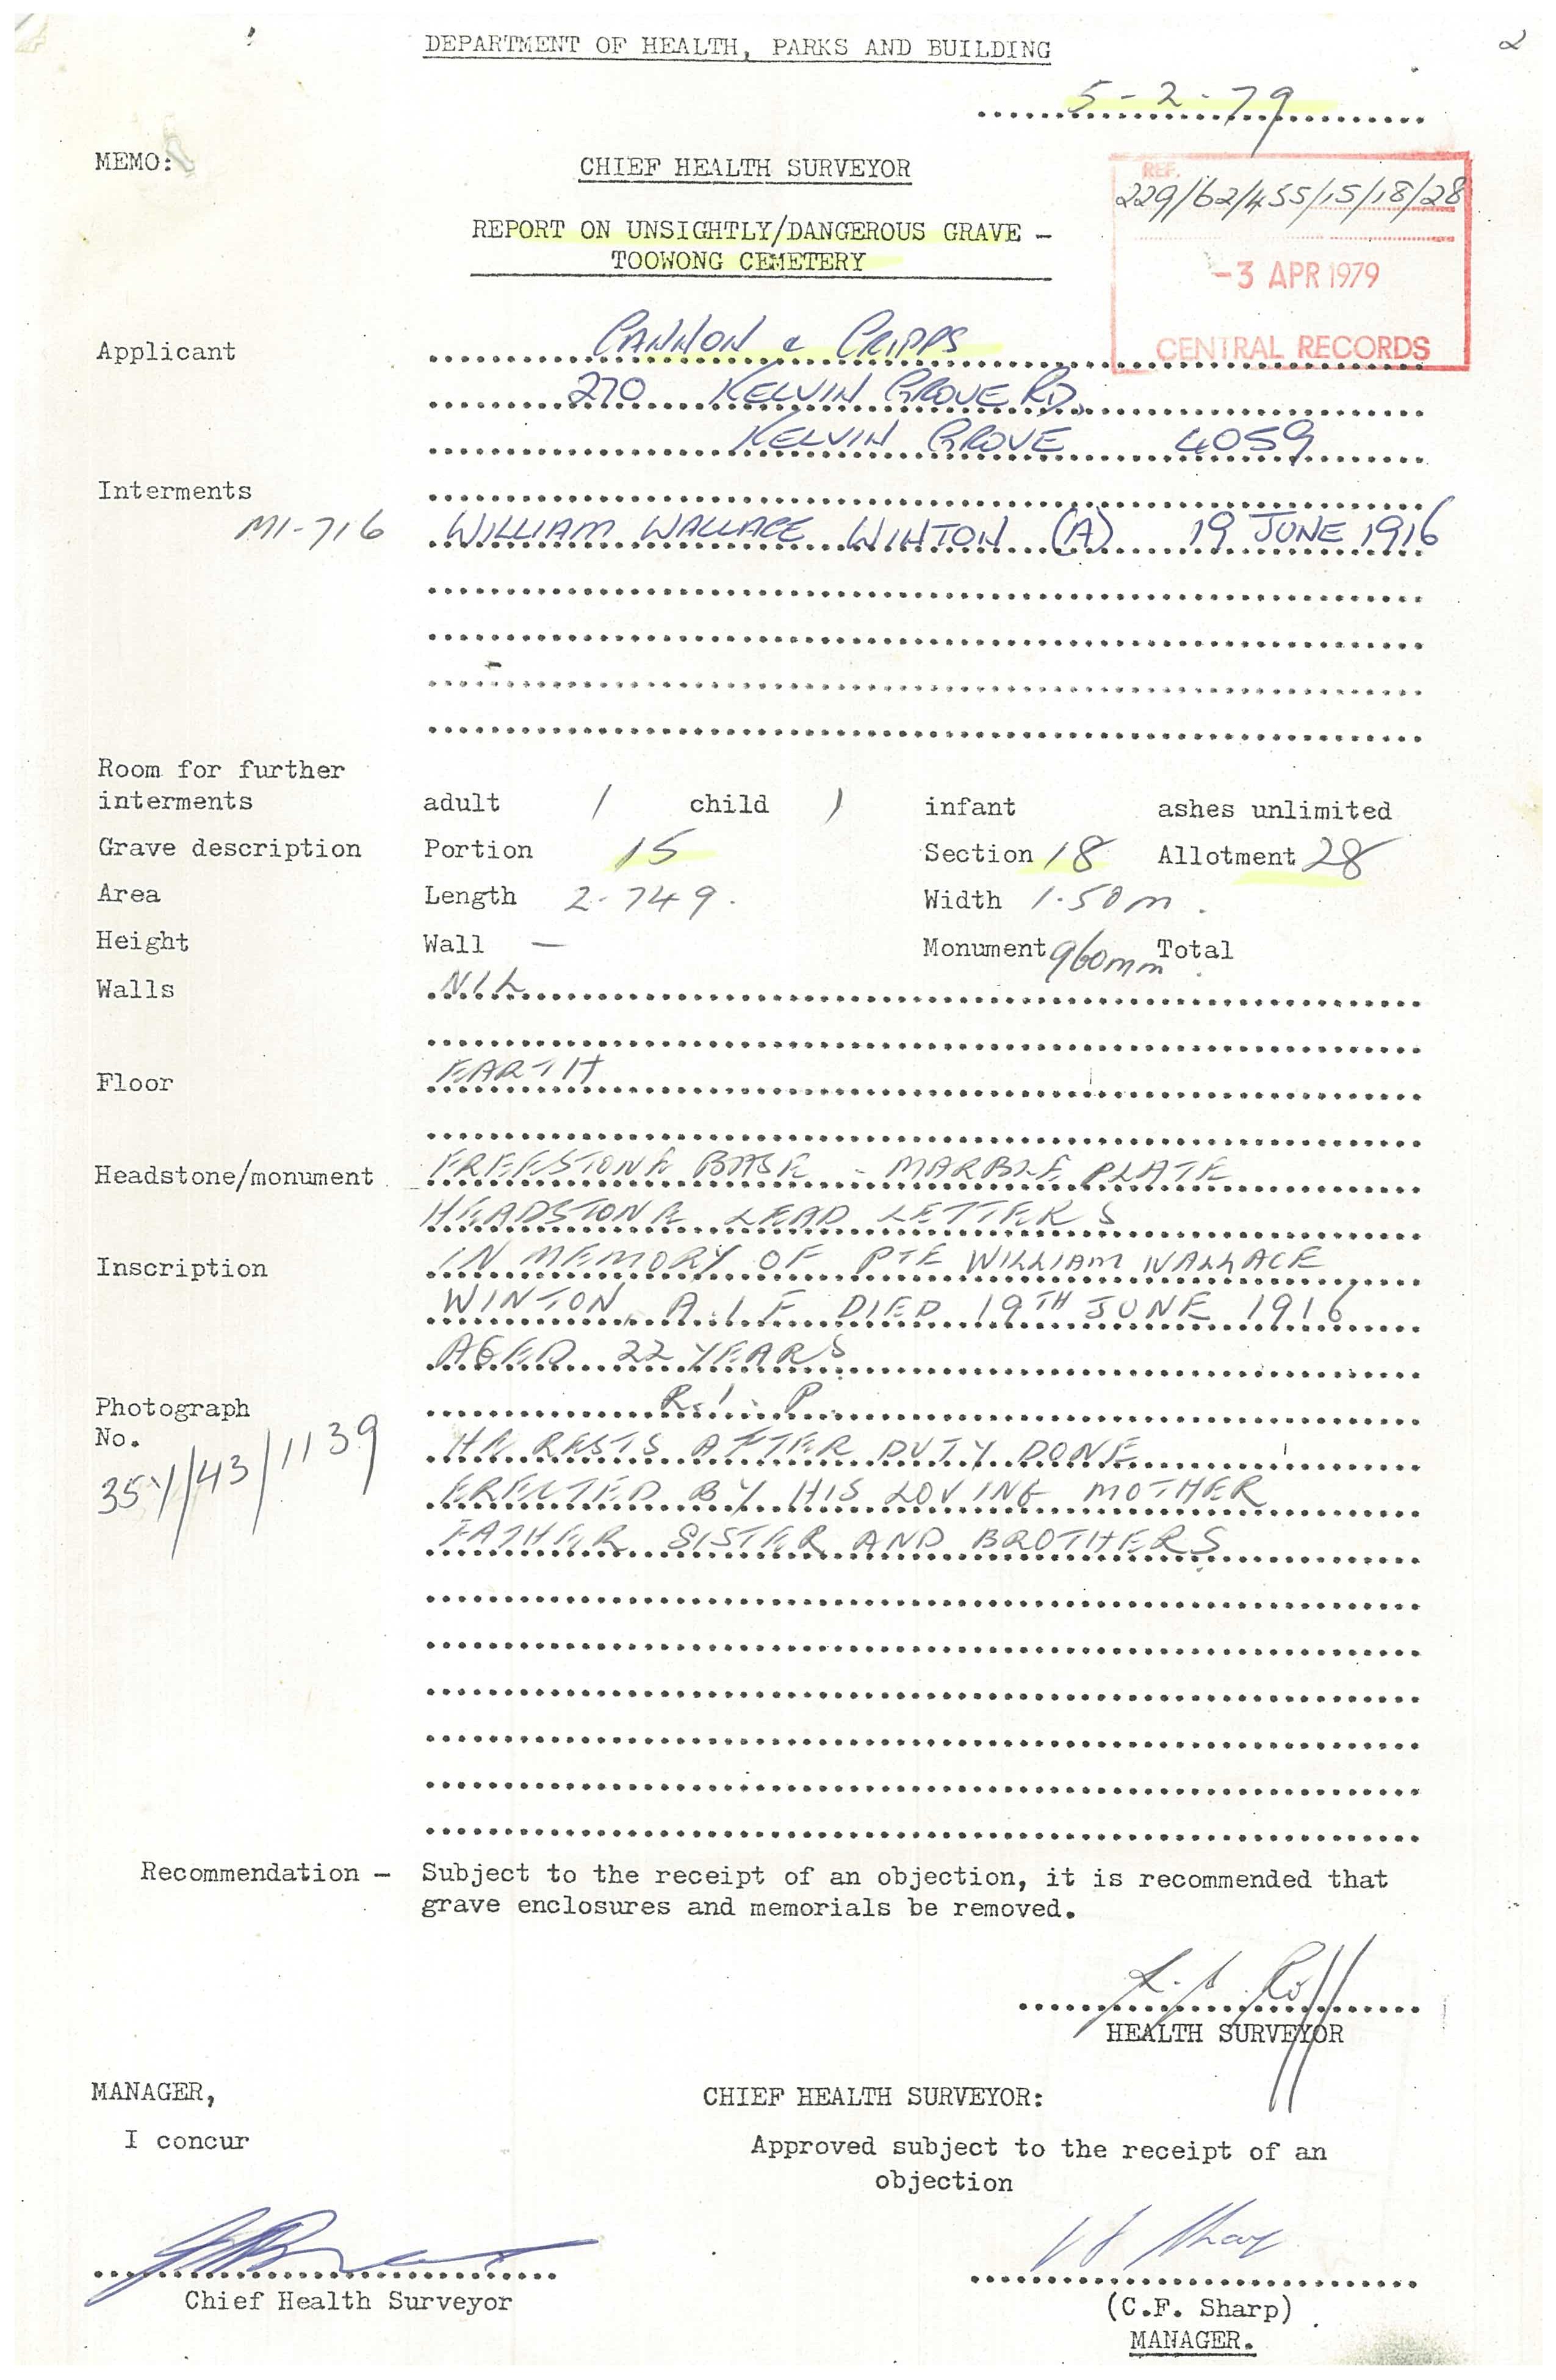 2
DEPARTMENT OF HEALTH, PARKS AND BUILDING
5-2-79
MEMO:
CHIEF HEALTH SURVEYOR
REF.
229/62/455/15/18/28
REPORT ON UNSIGHTLY/DANGEROUS GRAVE -
TOOWONG CEMETERY
-3 APR 1979
CENTRAL RECORDS
Applicant CANNON & CRIPPS
270 KELVIN GROVE RD,
KELVIN GROVE 4059
Interments
M1-716 WILLIAM WALLACE WINTON (A) 19 JUNE 1916
Room for further
interments adult / child ) infant ashes unlimited
Grave description Portion 15 Section 18 Allotment 28
Area Length 2.749. Width 1.50m.
Height Wall — Monument 960mm Total
Walls NIL
Floor EARTH
Headstone/monument FREESTONE BASE - MARBLE PLATE
HEADSTONE LEAD LETTERS
Inscription IN MEMORY OF PTE WILLIAM WALLACE
WINTON A.I.F. DIED 19TH JUNE 1916
AGED 22 YEARS
Photograph R.I.P.
No. HE RESTS AFTER DUTY DONE
35Y/43/1139 ERECTED BY HIS LOVING MOTHER
FATHER SISTER AND BROTHERS
Recommendation - Subject to the receipt of an objection, it is recommended that
grave enclosures and memorials be removed.
HEALTH SURVEYOR
MANAGER, CHIEF HEALTH SURVEYOR:
I concur Approved subject to the receipt of an
objection
Chief Health Surveyor
(C.F. Sharp)
MANAGER.